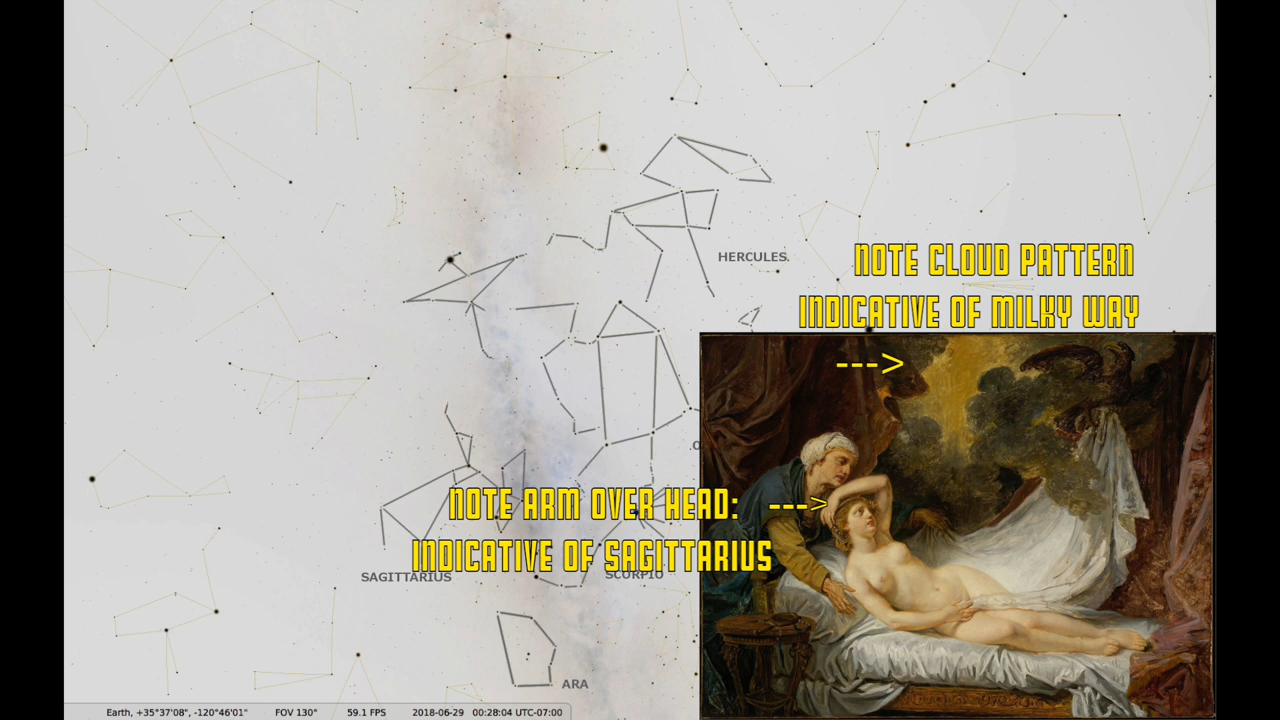 HERCULES
NOTE CLOUD PATTERN
INDICATIVE OF MILKY WAY
--->
NOTE ARM OVER HEAD: --->
INDICATIVE OF SAGITTARIUS
SAGITTARIUS
SCORPIO
ARA
Earth, +35°37'08", -120°46'01" FOV 130° 59.1 FPS 2018-06-29 00:28:04 UTC-07:00